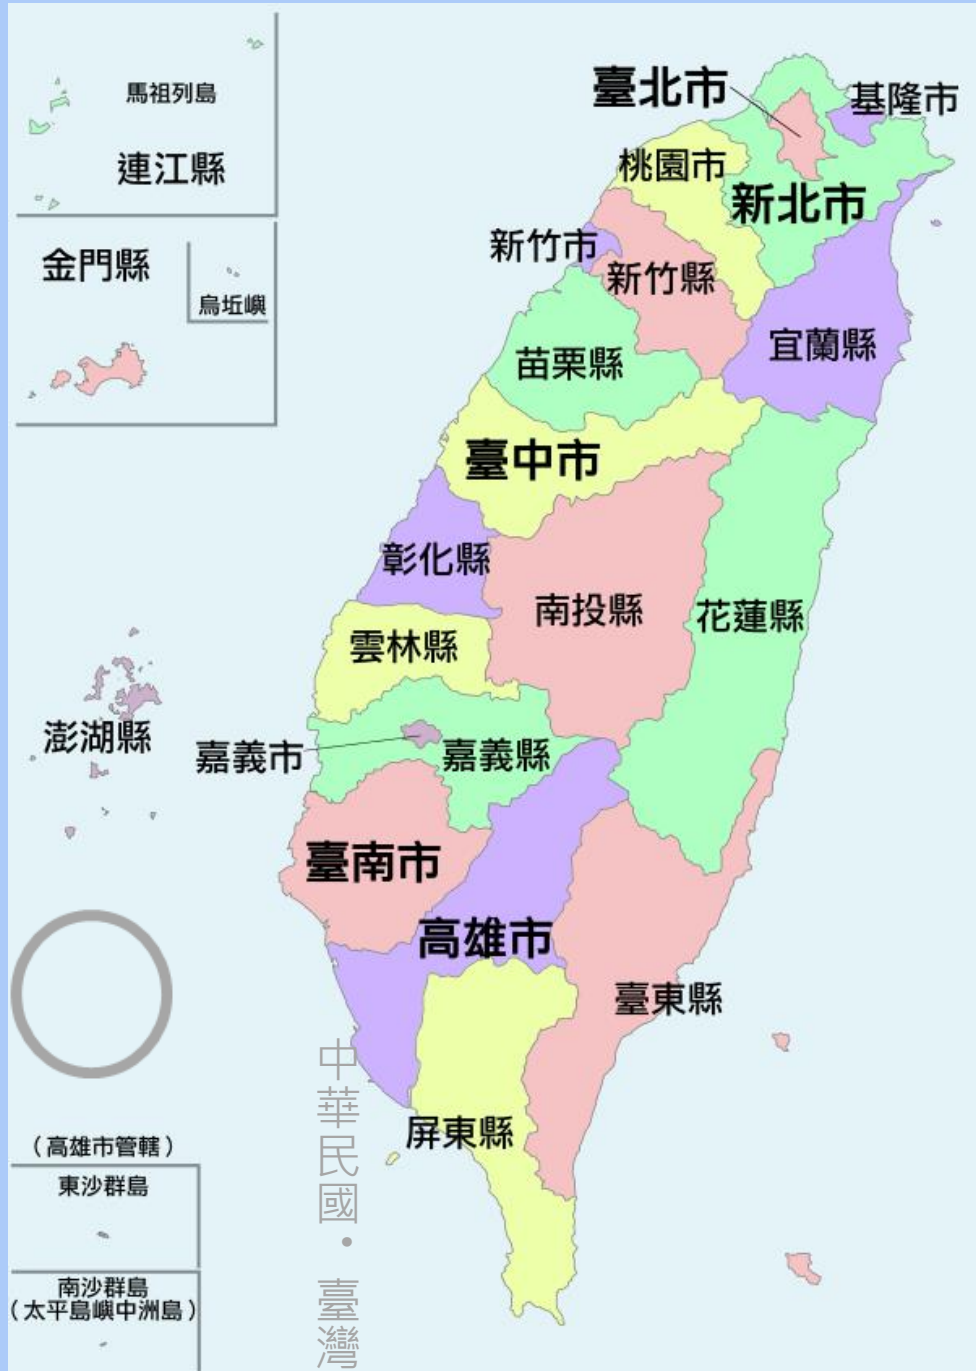 馬祖列島
連江縣
金門縣
烏坵嶼
臺北市
基隆市
桃園市
新北市
新竹市
新竹縣
宜蘭縣
苗栗縣
臺中市
彰化縣
南投縣
花蓮縣
雲林縣
澎湖縣
嘉義市
嘉義縣
臺南市
高雄市
臺東縣
屏東縣
（高雄市管轄）
東沙群島
南沙群島
（太平島嶼中洲島）
中華民國・臺灣